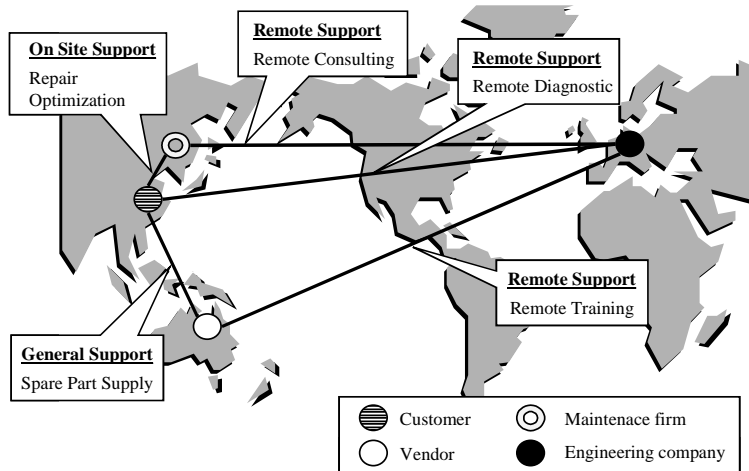 On Site Support
Repair
Optimization
Remote Support
Remote Consulting
Remote Support
Remote Diagnostic
Remote Support
Remote Training
General Support
Spare Part Supply
Customer
Maintenace firm
Vendor
Engineering company